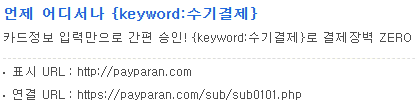 언제 어디서나 {keyword:수기결제}
카드정보 입력만으로 간편 승인! {keyword:수기결제}로 결제장벽 ZERO
· 표시 URL : http://payparan.com
· 연결 URL : https://payparan.com/sub/sub0101.php